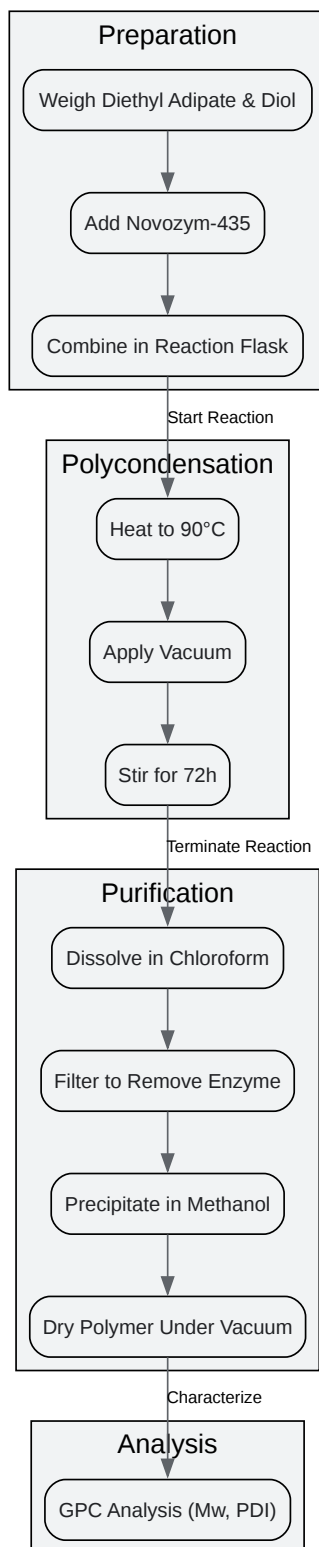 Preparation
Weigh Diethyl Adipate & Diol
Add Novozym-435
Combine in Reaction Flask
Start Reaction
Polycondensation
Heat to 90°C
Apply Vacuum
Stir for 72h
Terminate Reaction
Purification
Dissolve in Chloroform
Filter to Remove Enzyme
Precipitate in Methanol
Dry Polymer Under Vacuum
Characterize
Analysis
GPC Analysis (Mw, PDI)